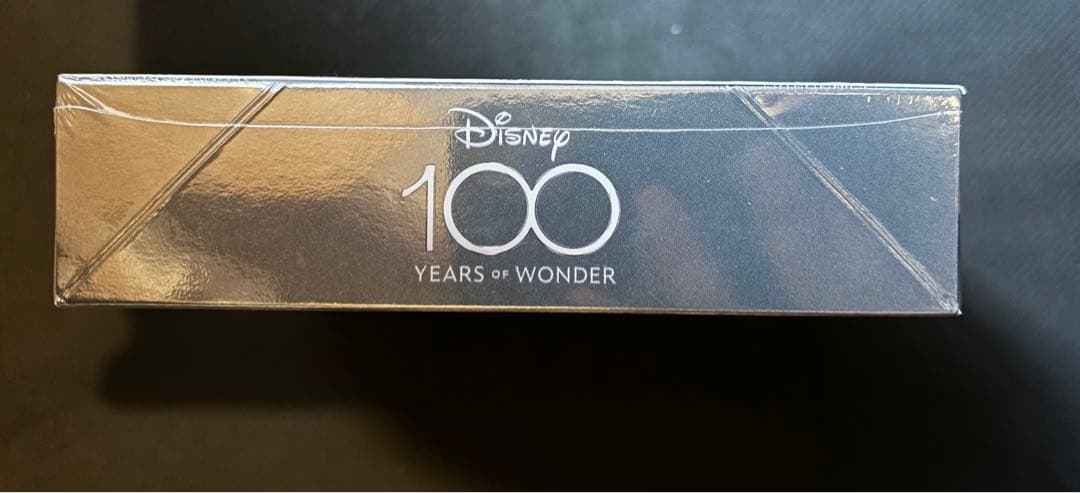 Disney
100
YEARS OF WONDER